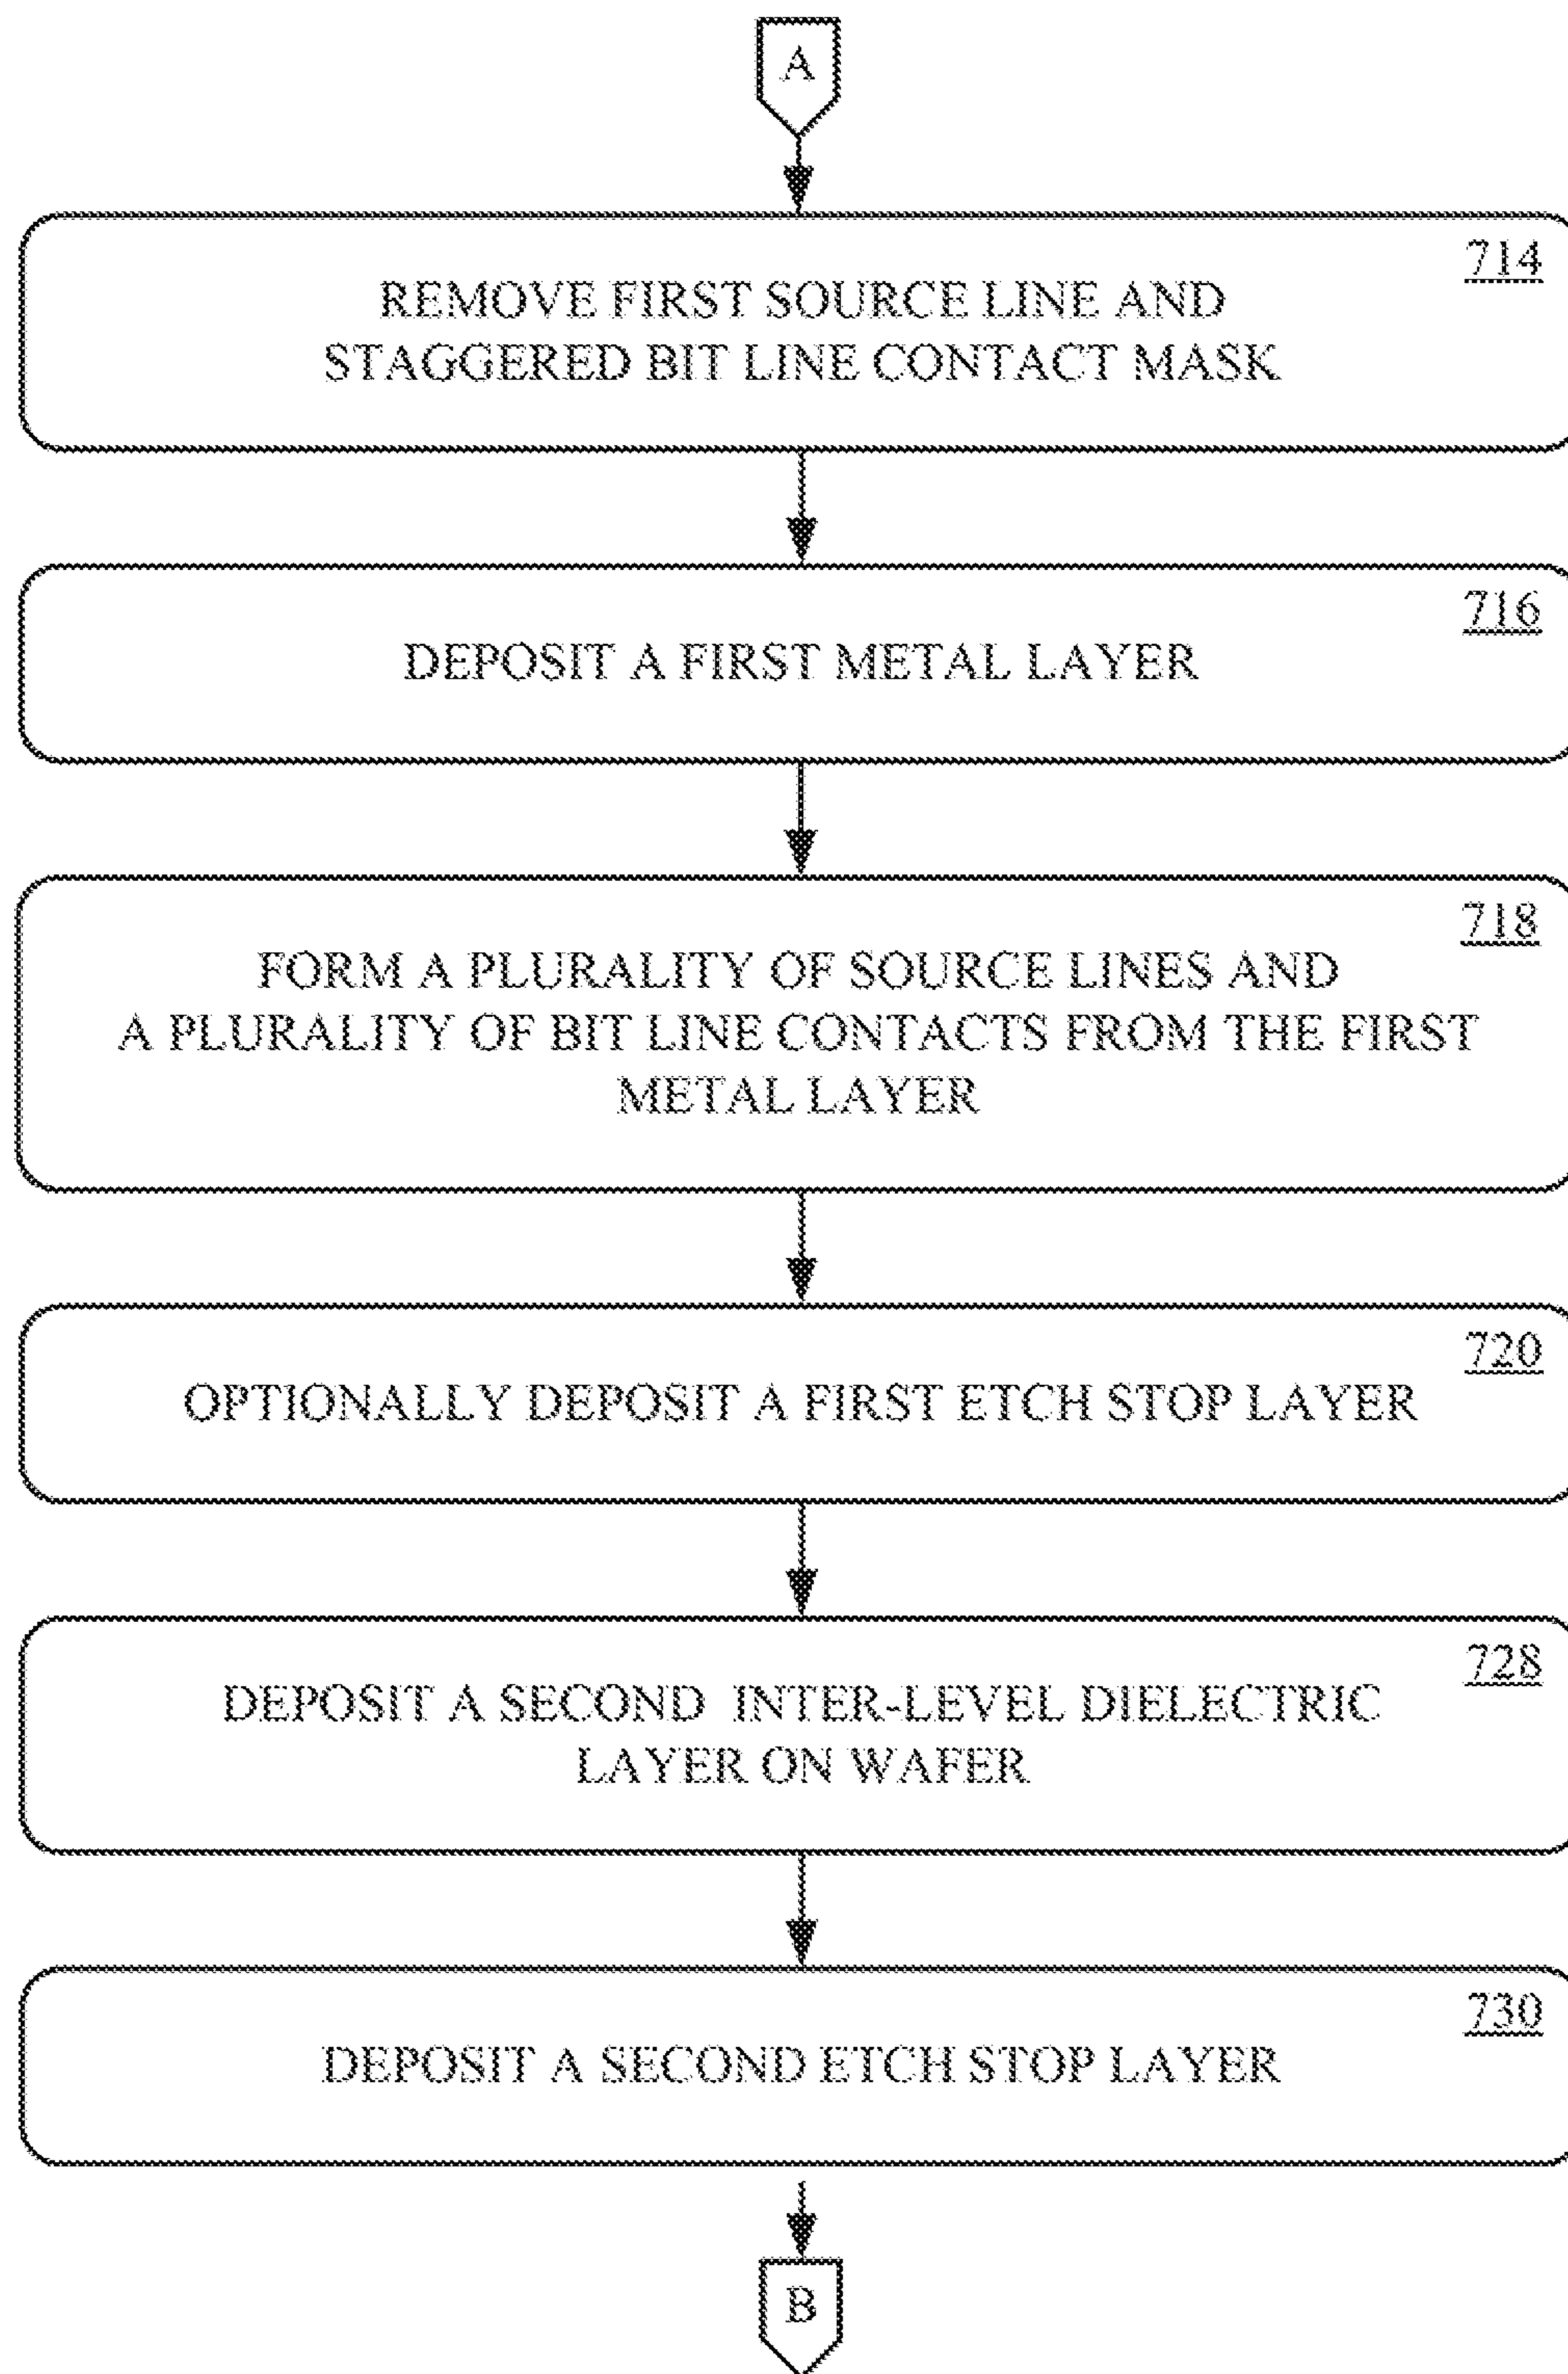 A
714
REMOVE FIRST SOURCE LINE AND
STAGGERED BIT LINE CONTACT MASK
716
DEPOSIT A FIRST METAL LAYER
718
FORM A PLURALITY OF SOURCE LINES AND
A PLURALITY OF BIT LINE CONTACTS FROM THE FIRST
METAL LAYER
720
OPTIONALLY DEPOSIT A FIRST ETCH STOP LAYER
728
DEPOSIT A SECOND INTER-LEVEL DIELECTRIC
LAYER ON WAFER
730
DEPOSIT A SECOND ETCH STOP LAYER
B